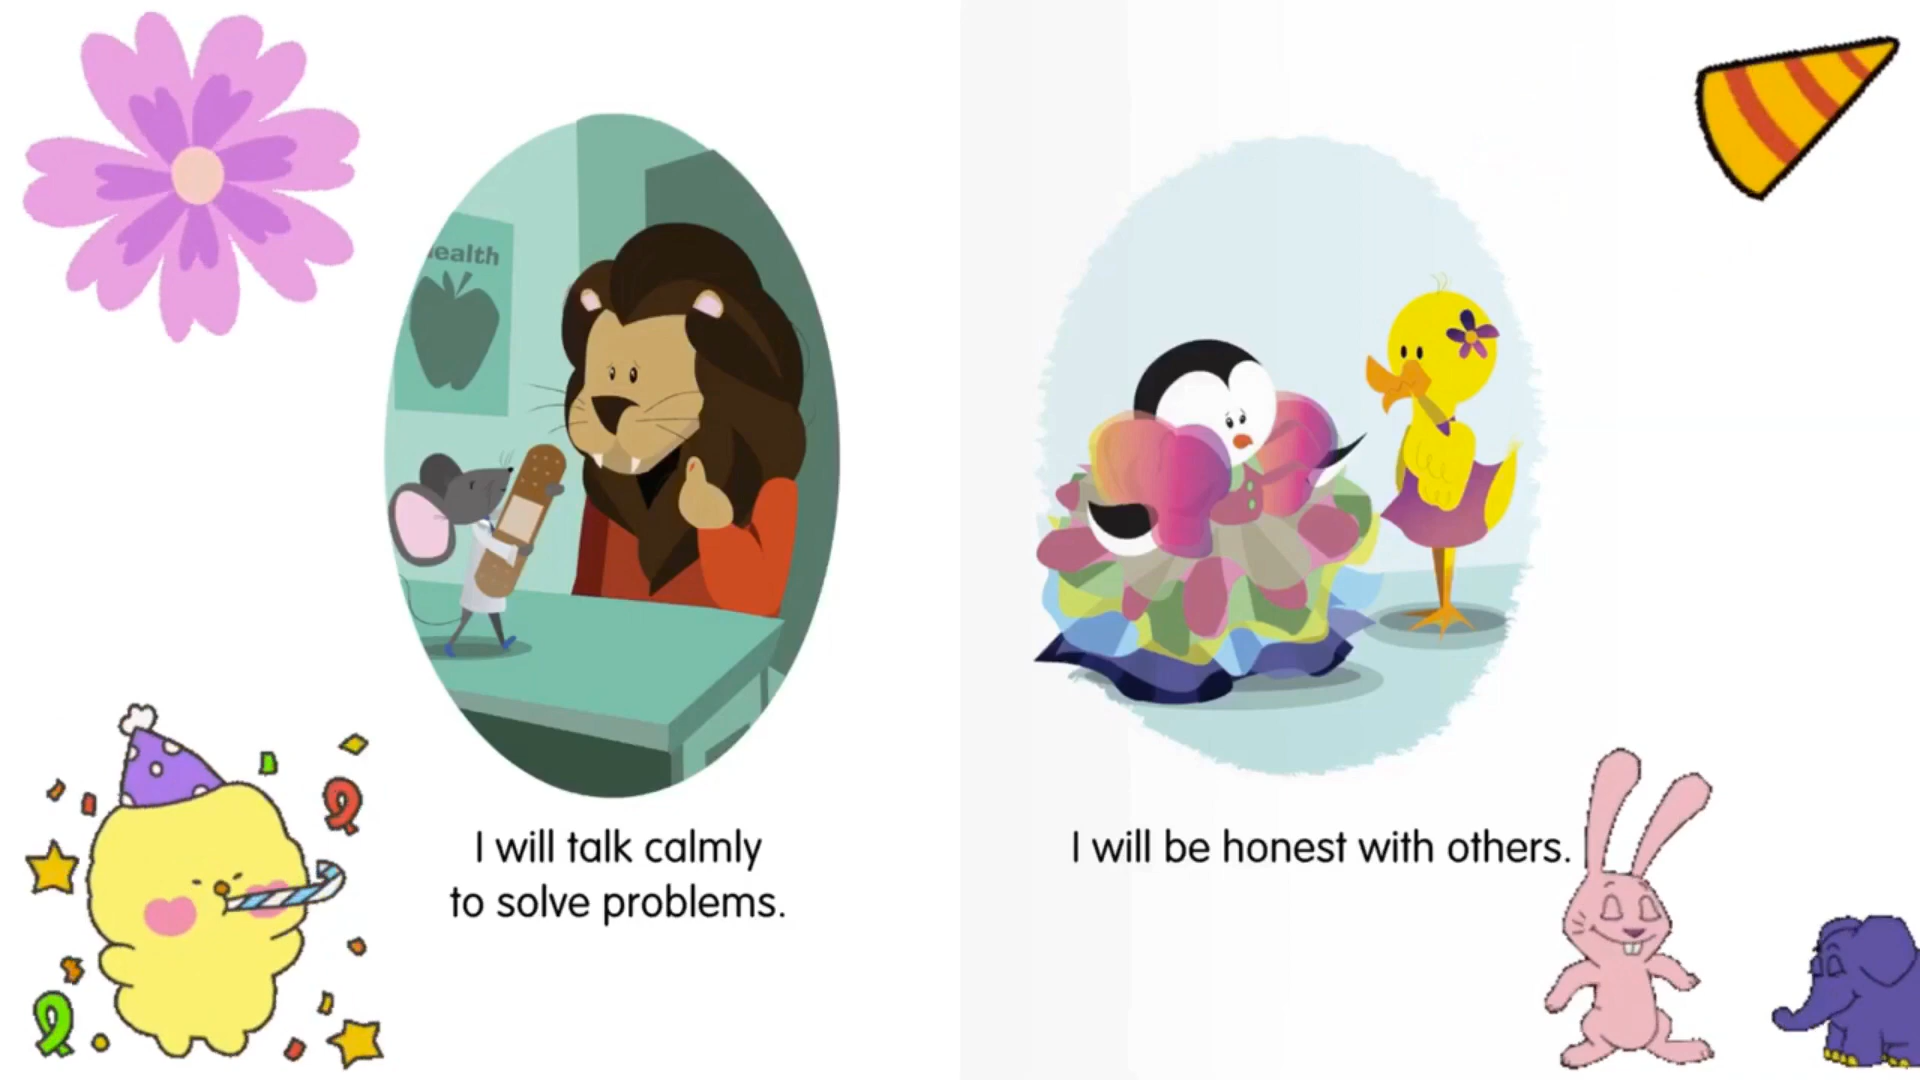 ealth
I will talk calmly
to solve problems.
I will be honest with others.